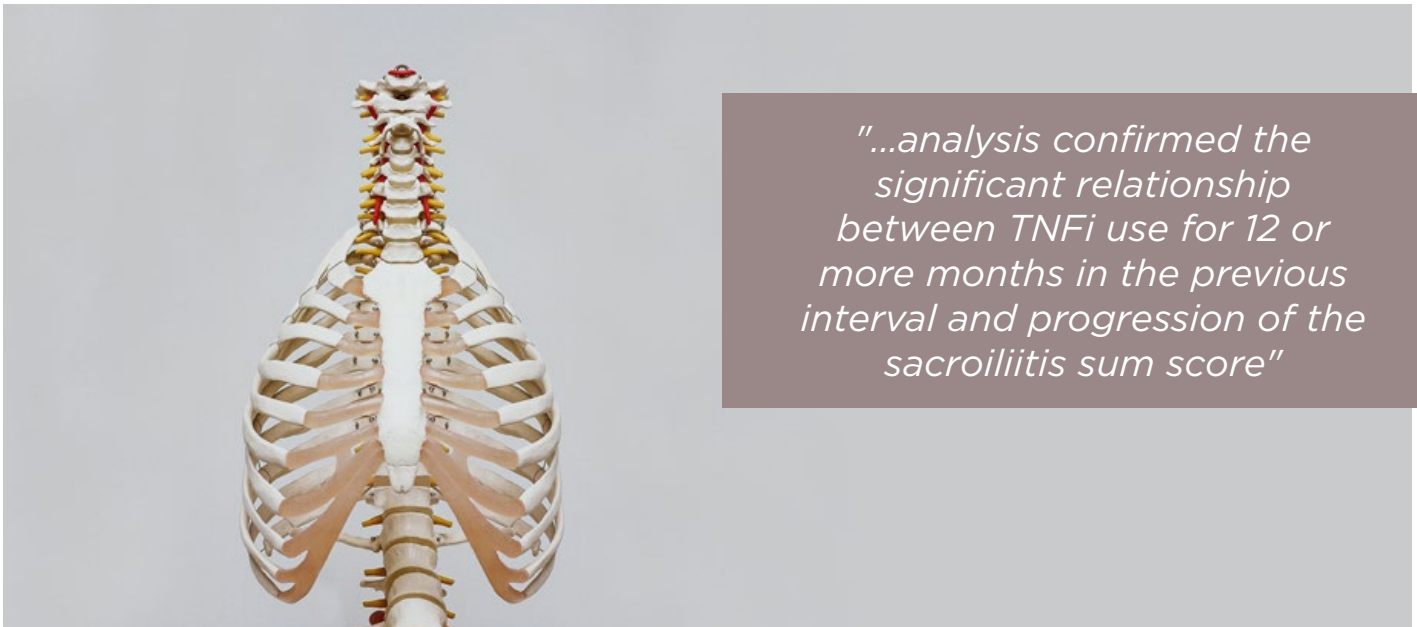 "...analysis confirmed the
significant relationship
between TNFi use for 12 or
more months in the previous
interval and progression of the
sacroiliitis sum score"